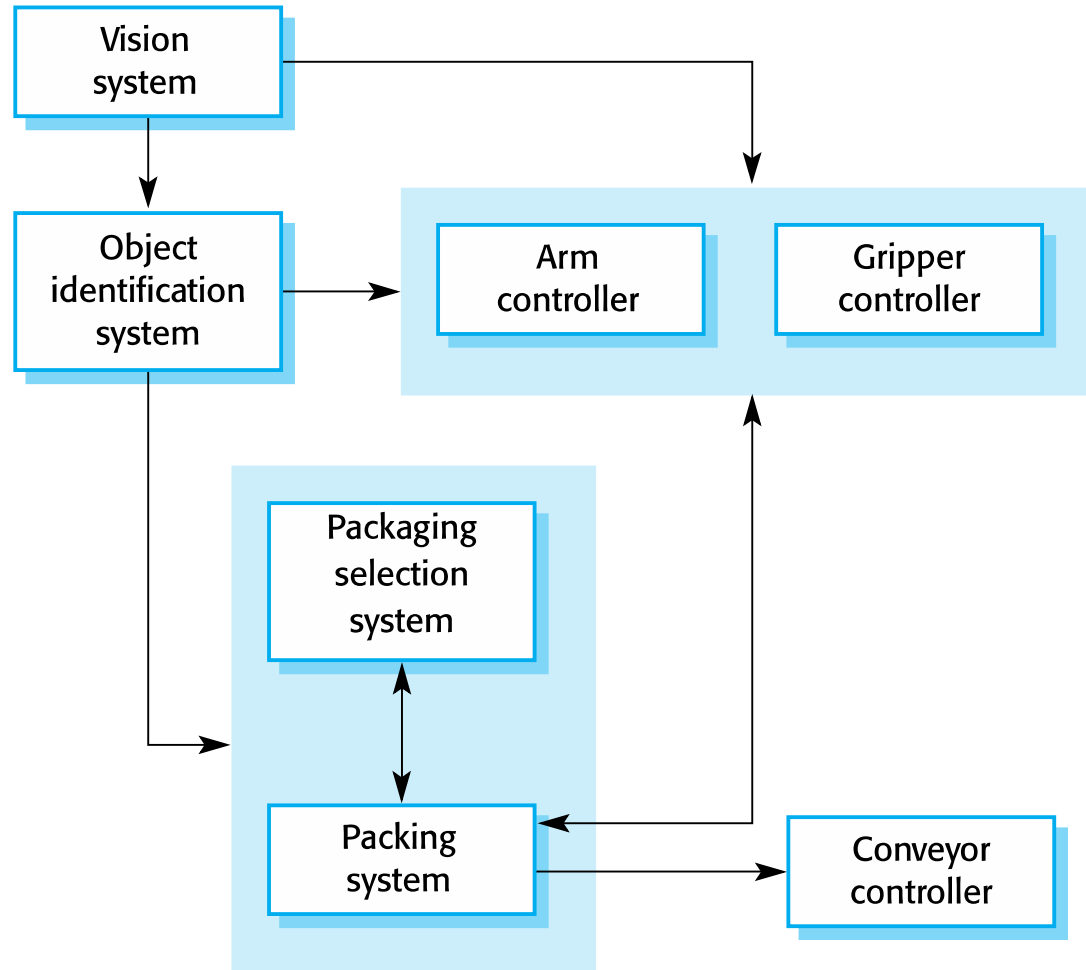 Vision
system
Object
identification
system
Arm
controller
Gripper
controller
Packaging
selection
system
Packing
system
Conveyor
controller